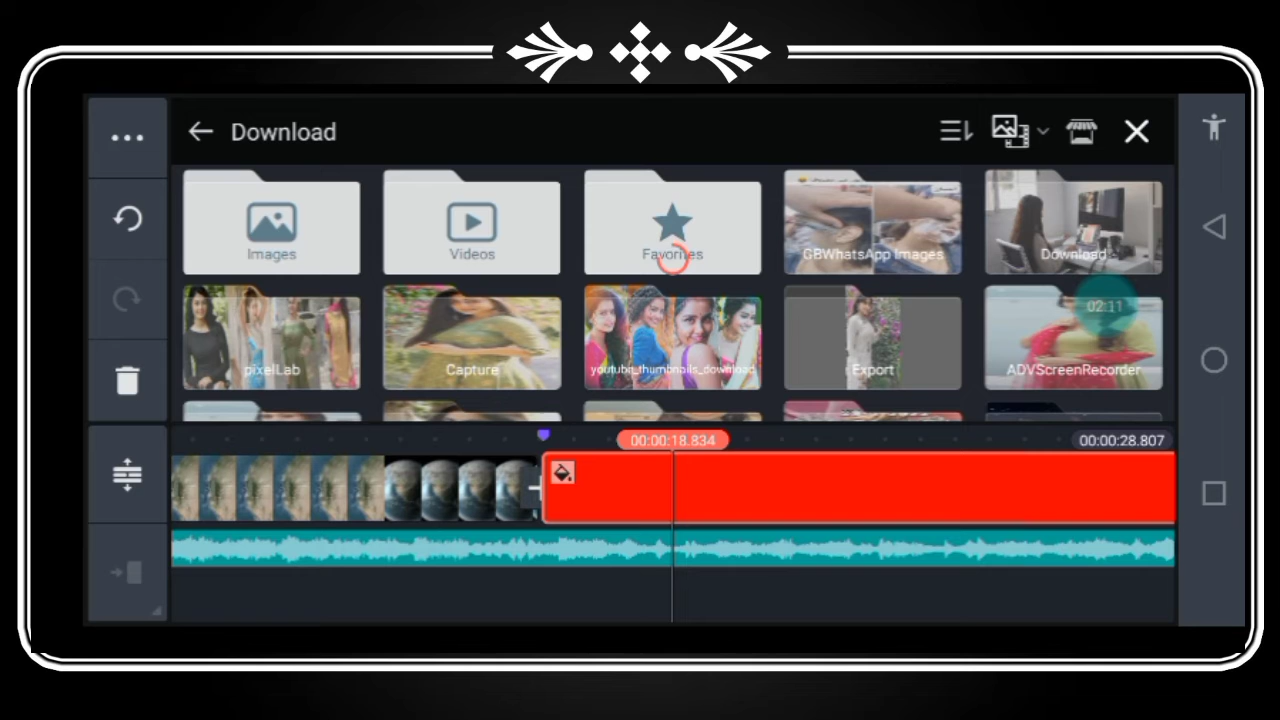 Download
Images
Videos
Favorites
GBWhatsApp Images
Download
02:11
pixelLab
Capture
youtubit_thumbnails_download
Export
ADVScreenRecorder
00:00:18.834
00:00:28.807